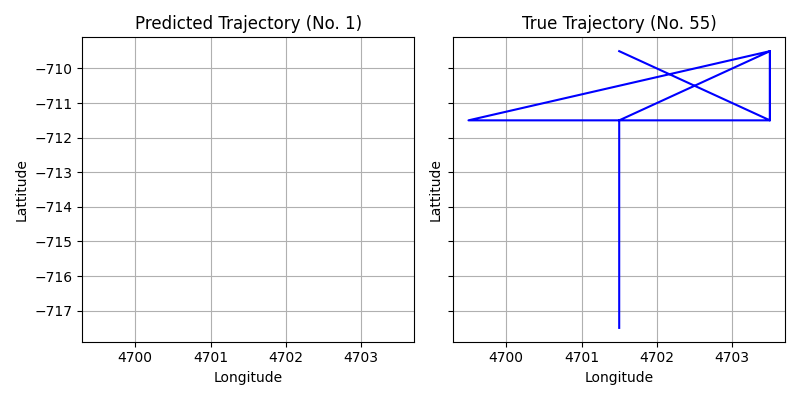 Predicted Trajectory (No. 1)
Lattitude
−710
−711
−712
−713
−714
−715
−716
−717
4700 4701 4702 4703
Longitude
True Trajectory (No. 55)
Lattitude
4700 4701 4702 4703
Longitude